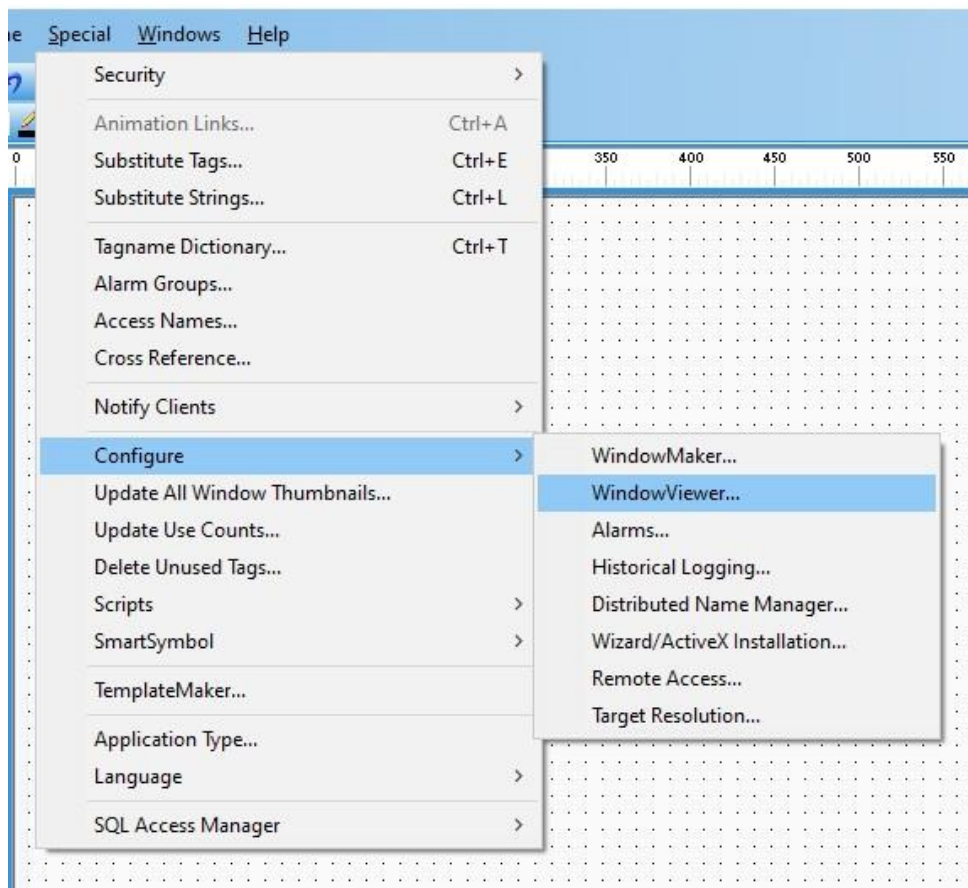 e Special Windows Help
Security
Animation Links... Ctrl+A
Substitute Tags... Ctrl+E
Substitute Strings... Ctrl+L
0 350 400 450 500 550
Tagname Dictionary... Ctrl+T
Alarm Groups...
Access Names...
Cross Reference...
Notify Clients
Configure
Update All Window Thumbnails...
Update Use Counts...
Delete Unused Tags...
Scripts
SmartSymbol
TemplateMaker...
Application Type...
Language
SQL Access Manager
WindowMaker...
WindowViewer...
Alarms...
Historical Logging...
Distributed Name Manager...
Wizard/ActiveX Installation...
Remote Access...
Target Resolution...